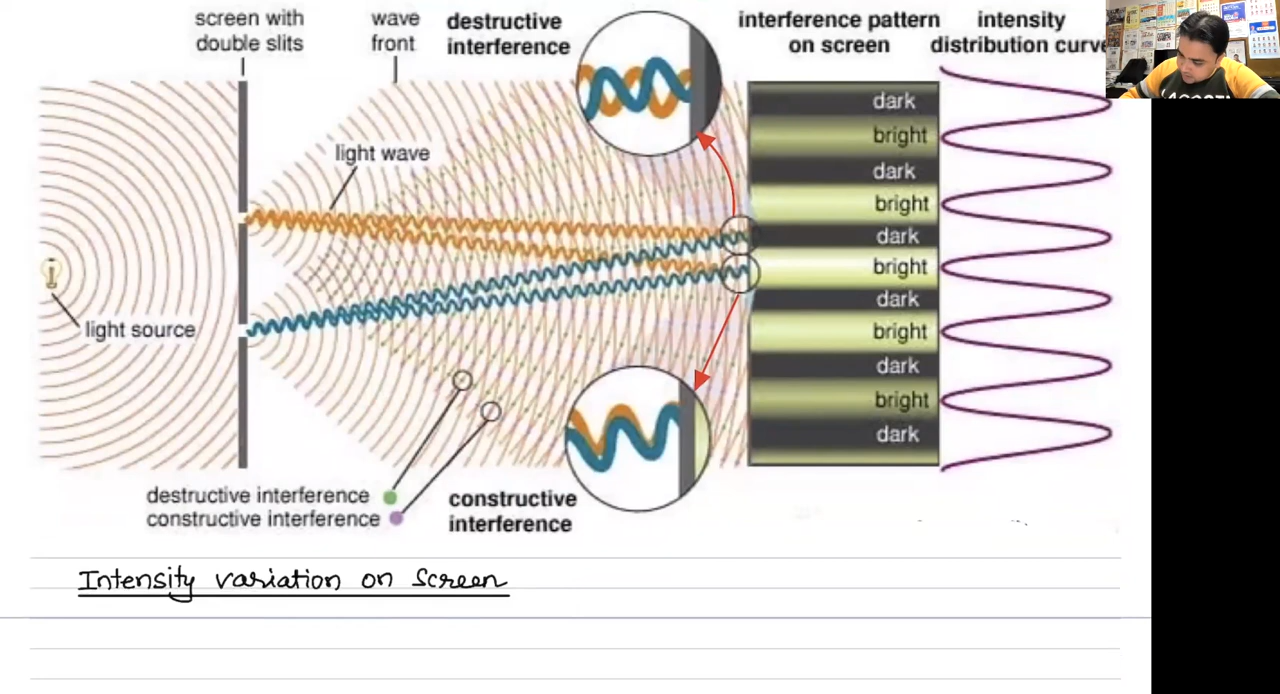 screen with
double slits
wave
front
destructive
interference
interference pattern
on screen
intensity
distribution curve
light wave
light source
dark
bright
dark
bright
dark
bright
dark
bright
dark
bright
dark
destructive interference
constructive interference
constructive
interference
Intensity variation on Screen